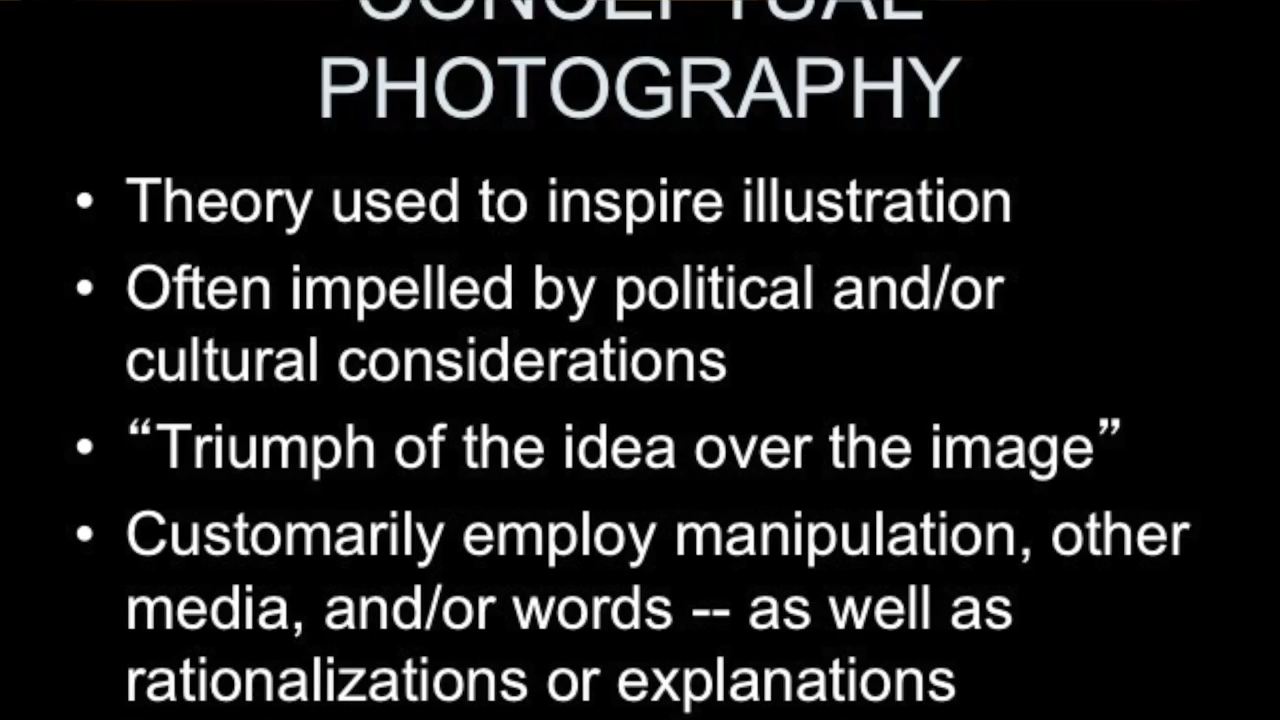 CONCEPTUAL
PHOTOGRAPHY
• Theory used to inspire illustration
• Often impelled by political and/or
cultural considerations
• “Triumph of the idea over the image”
• Customarily employ manipulation, other
media, and/or words -- as well as
rationalizations or explanations